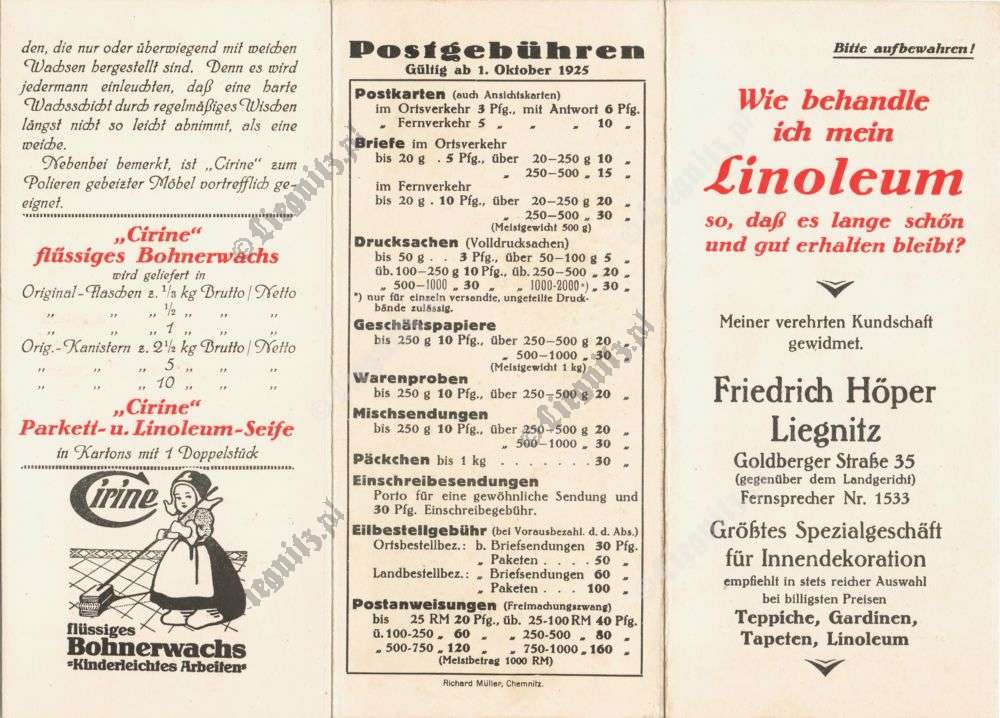 den, die nur oder überwiegend mit weichen
Wachsen hergestellt sind. Denn es wird
jedermann einleuchten, daß eine harte
Wachsschicht durch regelmäßiges Wischen
längst nicht so leicht abnimmt, als eine
weiche.
Nebenbei bemerkt, ist „Cirine“ zum
Polieren gebeizter Möbel vortrefflich ge-
eignet.
„Cirine“
flüssiges Bohnerwachs
wird geliefert in
Original-Flaschen z. 1/3 kg Brutto/Netto
„ „ 1/2 „ „ „
„ „ 1 „ „ „
Orig.-Kanistern z. 2 1/2 kg Brutto/Netto
„ „ 5 „ „ „
„ „ 10 „ „ „
„Cirine“
Parkett- u. Linoleum-Seife
in Kartons mit 1 Doppelstück
Cirine
flüssiges
Bohnerwachs
=Kinderleichtes Arbeiten=
Postgebühren
Gültig ab 1. Oktober 1925
Postkarten (auch Ansichtskarten)
im Ortsverkehr 3 Pfg., mit Antwort 6 Pfg.
„ Fernverkehr 5 „ „ „ 10 „
Briefe im Ortsverkehr
bis 20 g . 5 Pfg., über 20—250 g 10 „
„ 250—500 „ 15 „
im Fernverkehr
bis 20 g . 10 Pfg., über 20—250 g 20 „
„ 250—500 „ 30 „
(Meistgewicht 500 g)
Drucksachen (Volldrucksachen)
bis 50 g . . 3 Pfg., über 50—100 g 5 „
üb. 100—250 g 10 Pfg., üb. 250—500 „ 20 „
„ 500—1000 „ 30 „ „ 1000-2000*) „ 30 „
*) nur für einzeln versandte, ungeteilte Druck-
bände zulässig.
Geschäftspapiere
bis 250 g 10 Pfg., über 250—500 g 20 „
„ 500—1000 „ 30 „
(Meistgewicht 1 kg)
Warenproben
bis 250 g 10 Pfg., über 250—500 g 20 „
Mischsendungen
bis 250 g 10 Pfg., über 250—500 g 20 „
„ 500—1000 „ 30 „
Päckchen bis 1 kg . . . . . . . . 30 „
Einschreibesendungen
Porto für eine gewöhnliche Sendung und
30 Pfg. Einschreibegebühr.
Eilbestellgebühr (bei Vorausbezahl. d. d. Abs.)
Ortsbestellbez.: b. Briefsendungen 30 Pfg.
„ Paketen . . . . 50 „
Landbestellbez.: „ Briefsendungen 60 „
„ Paketen . . . 100 „
Postanweisungen (Freimachungszwang)
bis 25 RM 20 Pfg., üb. 25-100 RM 40 Pfg.
ü. 100-250 „ 60 „ „ 250-500 „ 80 „
„ 500-750 „ 120 „ „ 750-1000 „ 160 „
(Meistbetrag 1000 RM)
Richard Müller, Chemnitz.
Bitte aufbewahren!
Wie behandle
ich mein
Linoleum
so, daß es lange schön
und gut erhalten bleibt?
Meiner verehrten Kundschaft
gewidmet.
Friedrich Höper
Liegnitz
Goldberger Straße 35
(gegenüber dem Landgericht)
Fernsprecher Nr. 1533
Größtes Spezialgeschäft
für Innendekoration
empfiehlt in stets reicher Auswahl
bei billigsten Preisen
Teppiche, Gardinen,
Tapeten, Linoleum
© Liegnitz.pl
© Liegnitz.pl
© Liegnitz.pl